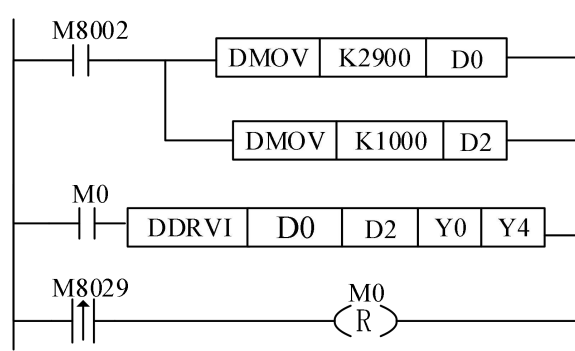 M8002
DMOV K2900 D0
DMOV K1000 D2
M0
DDRVI D0 D2 Y0 Y4
M8029 M0
R